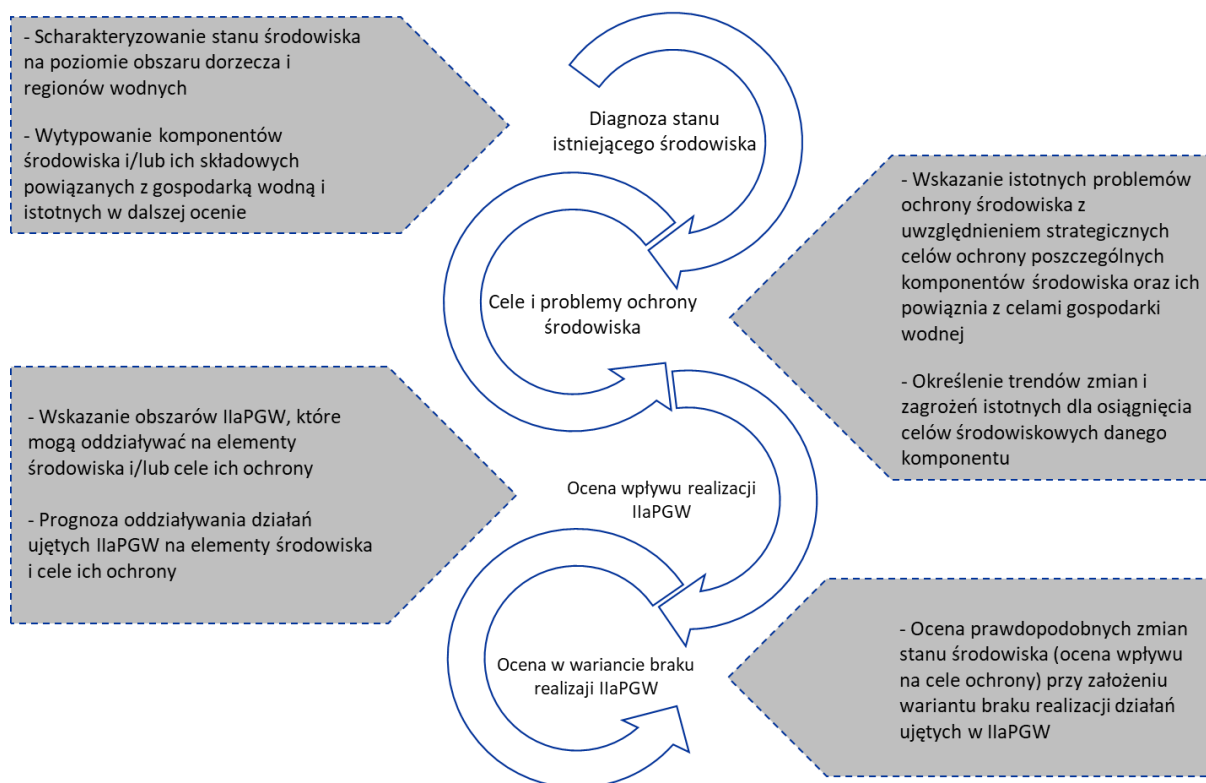 - Scharakteryzowanie stanu środowiska
na poziomie obszaru dorzecza i
regionów wodnych
- Wytypowanie komponentów
środowiska i/lub ich składowych
powiązanych z gospodarką wodną i
istotnych w dalszej ocenie
Diagnoza stanu
istniejącego środowiska
- Wskazanie istotnych problemów
ochrony środowiska z
uwzględnieniem strategicznych
celów ochrony poszczególnych
komponentów środowiska oraz ich
powiąznia z celami gospodarki
wodnej
- Określenie trendów zmian i
zagrożeń istotnych dla osiągnięcia
celów środowiskowych danego
komponentu
Cele i problemy ochrony
środowiska
- Wskazanie obszarów IIaPGW, które
mogą oddziaływać na elementy
środowiska i/lub cele ich ochrony
- Prognoza oddziaływania działań
ujętych IIaPGW na elementy środowiska
i cele ich ochrony
Ocena wpływu realizacji
IIaPGW
Ocena w wariancie braku
realizaji IIaPGW
- Ocena prawdopodobnych zmian
stanu środowiska (ocena wpływu
na cele ochrony) przy założeniu
wariantu braku realizacji działań
ujętych w IIaPGW